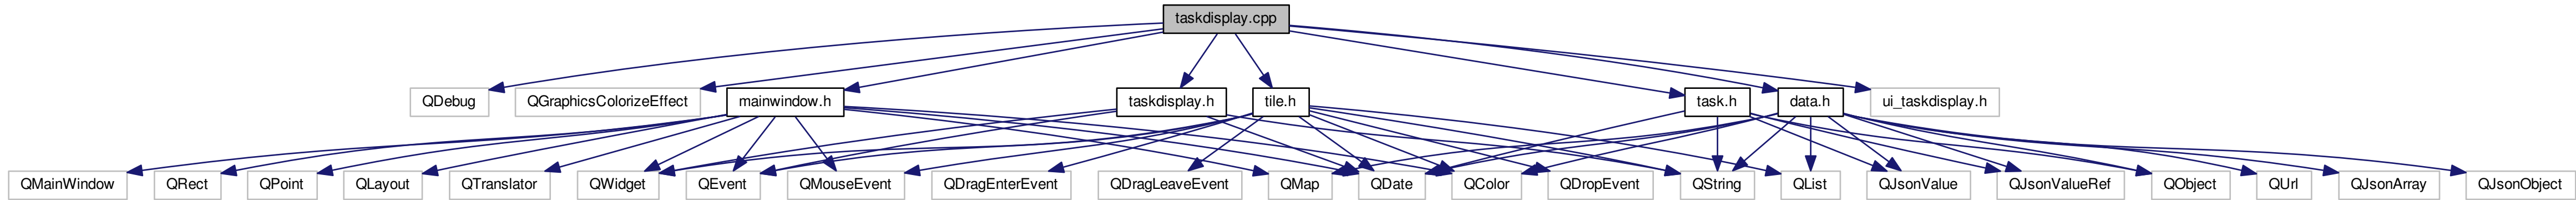 taskdisplay.cpp
QDebug
QGraphicsColorizeEffect
mainwindow.h
taskdisplay.h
tile.h
task.h
data.h
ui_taskdisplay.h
QMainWindow
QRect
QPoint
QLayout
QTranslator
QWidget
QEvent
QMouseEvent
QDragEnterEvent
QDragLeaveEvent
QMap
QDate
QColor
QDropEvent
QString
QList
QJsonValue
QJsonValueRef
QObject
QUrl
QJsonArray
QJsonObject